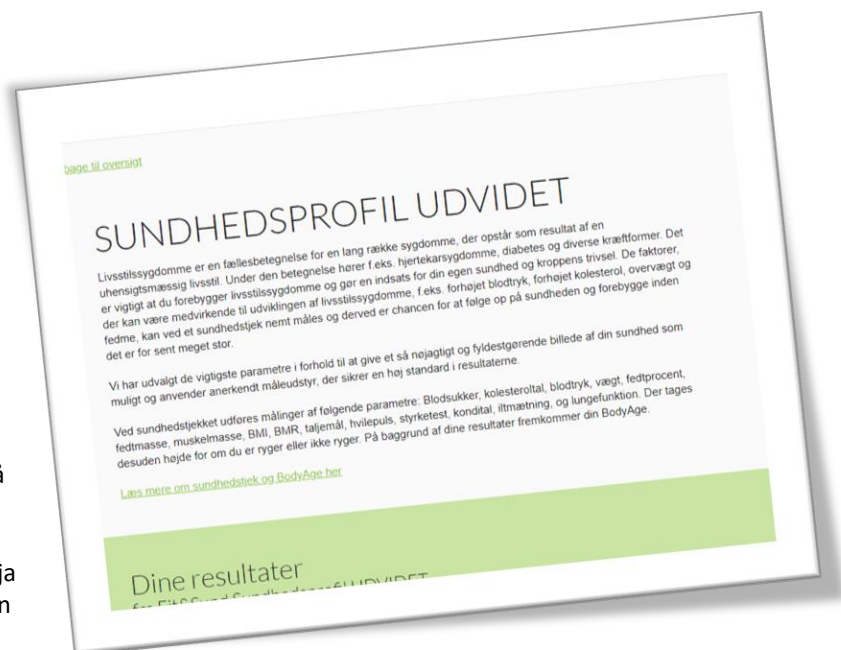 bage til oversigt
SUNDHEDSPROFIL UDVIDET
Livsstilssygdomme er en fællesbetegnelse for en lang række sygdomme, der opstår som resultat af en
uhensigtsmæssig livsstil. Under den betegnelse hører f.eks. hjertekarsygdomme, diabetes og diverse kræftformer. Det
er vigtigt at du forebygger livsstilssygdomme og gør en indsats for din egen sundhed og kroppens trivsel. De faktorer,
der kan være medvirkende til udviklingen af livsstilssygdomme, f.eks. forhøjet blodtryk, forhøjet kolesterol, overvægt og
fedme, kan ved et sundhedstjek nemt måles og derved er chancen for at følge op på sundheden og forebygge inden
det er for sent meget stor.
Vi har udvalgt de vigtigste parametre i forhold til at give et så nøjagtigt og fyldestgørende billede af din sundhed som
muligt og anvender anerkendt måleudstyr, der sikrer en høj standard i resultaterne.
Ved sundhedstjekket udføres målinger af følgende parametre: Blodsukker, kolesteroltal, blodtryk, vægt, fedtprocent,
fedtmasse, muskelmasse, BMI, BMR, taljemål, hvilepuls, styrketest, kondital, iltmætning, og lungefunktion. Der tages
desuden højde for om du er ryger eller ikke ryger. På baggrund af dine resultater fremkommer din BodyAge.
Læs mere om sundhedstjek og BodyAge her
Dine resultater
Sundhedsprofil UDVIDET
å
ja
n